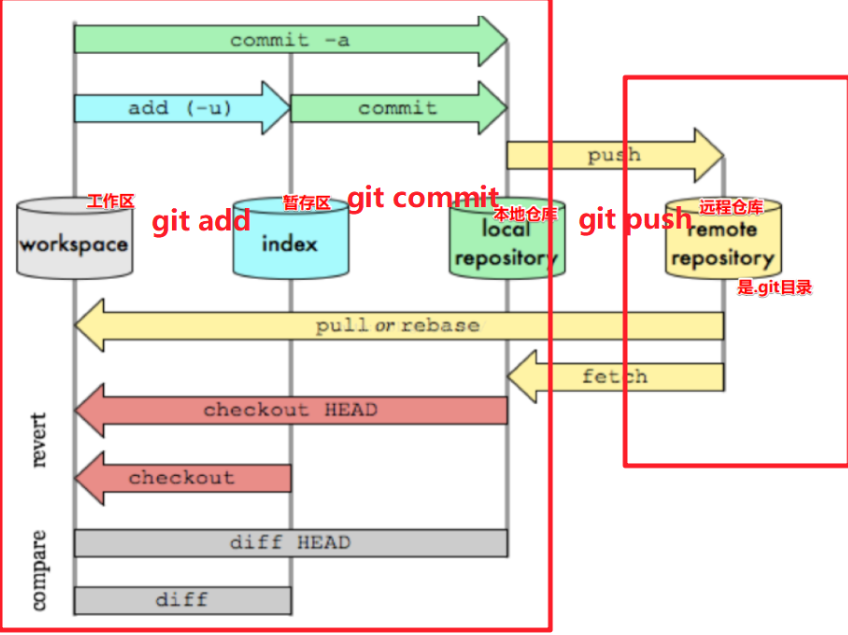 commit -a
add (-u)
commit
push
工作区
workspace
git add
暂存区
index
git commit
本地仓库
local
repository
git push
远程仓库
remote
repository
是.git目录
pull or rebase
fetch
revert
checkout HEAD
checkout
compare
diff HEAD
diff